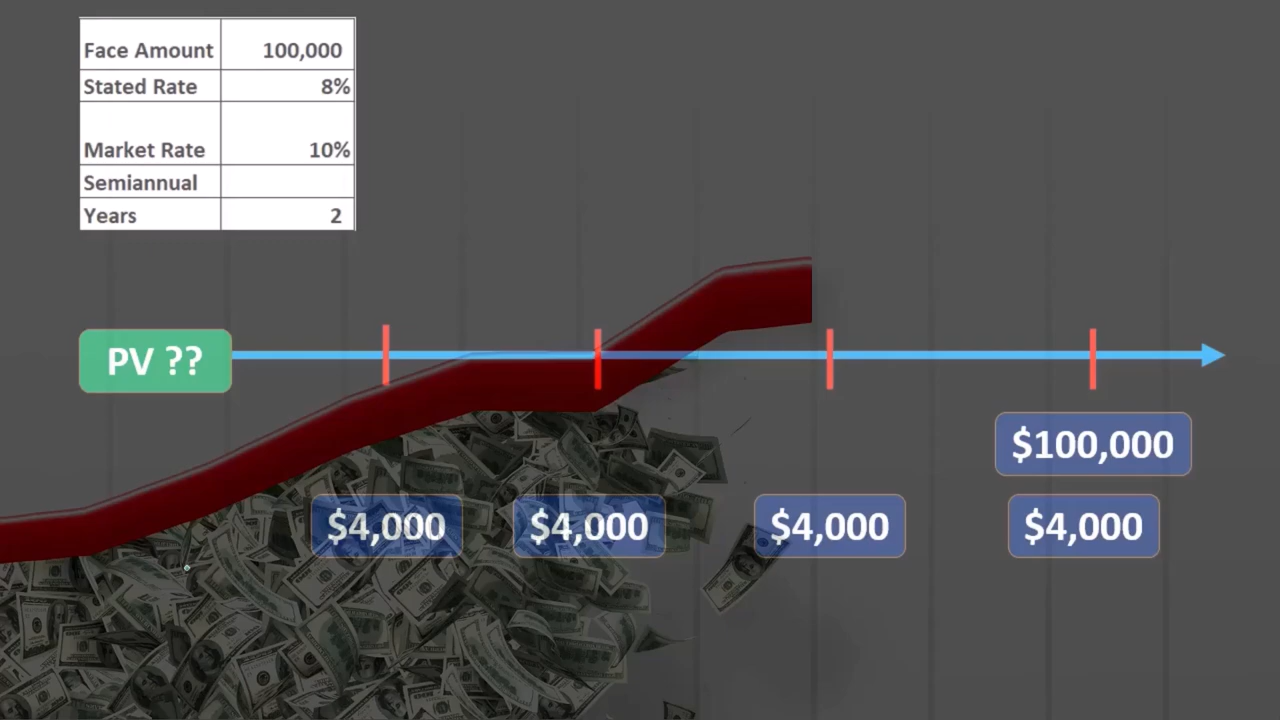 Face Amount 100,000
Stated Rate 8%
Market Rate 10%
Semiannual
Years 2
PV ??
$100,000
$4,000 $4,000 $4,000 $4,000